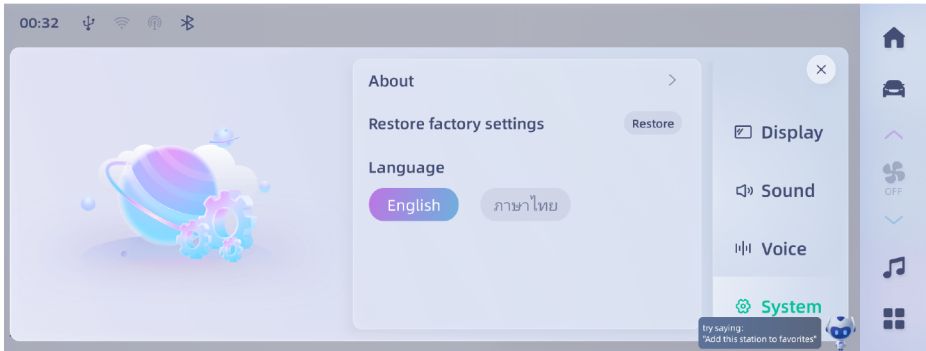 00:32
About
Restore factory settings
Restore
Language
English
ภาษาไทย
Display
Sound
Voice
System
try saying:
"Add this station to favorites"
OFF